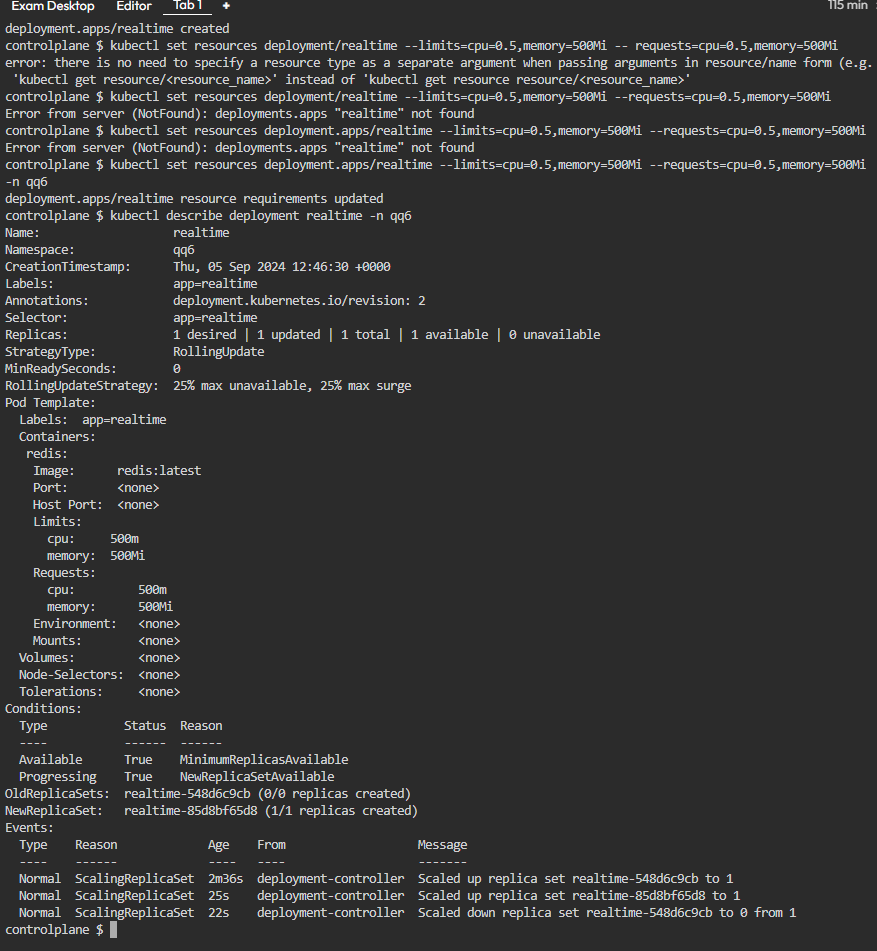 Exam Desktop Editor Tab 1 + 115 min
deployment.apps/realtime created
controlplane $ kubectl set resources deployment/realtime --limits=cpu=0.5,memory=500Mi -- requests=cpu=0.5,memory=500Mi
error: there is no need to specify a resource type as a separate argument when passing arguments in resource/name form (e.g.
'kubectl get resource/<resource_name>' instead of 'kubectl get resource resource/<resource_name>'
controlplane $ kubectl set resources deployment/realtime --limits=cpu=0.5,memory=500Mi --requests=cpu=0.5,memory=500Mi
Error from server (NotFound): deployments.apps "realtime" not found
controlplane $ kubectl set resources deployment.apps/realtime --limits=cpu=0.5,memory=500Mi --requests=cpu=0.5,memory=500Mi
Error from server (NotFound): deployments.apps "realtime" not found
controlplane $ kubectl set resources deployment.apps/realtime --limits=cpu=0.5,memory=500Mi --requests=cpu=0.5,memory=500Mi
-n qq6
deployment.apps/realtime resource requirements updated
controlplane $ kubectl describe deployment realtime -n qq6
Name: realtime
Namespace: qq6
CreationTimestamp: Thu, 05 Sep 2024 12:46:30 +0000
Labels: app=realtime
Annotations: deployment.kubernetes.io/revision: 2
Selector: app=realtime
Replicas: 1 desired | 1 updated | 1 total | 1 available | 0 unavailable
StrategyType: RollingUpdate
MinReadySeconds: 0
RollingUpdateStrategy: 25% max unavailable, 25% max surge
Pod Template:
Labels: app=realtime
Containers:
redis:
Image: redis:latest
Port: <none>
Host Port: <none>
Limits:
cpu: 500m
memory: 500Mi
Requests:
cpu: 500m
memory: 500Mi
Environment: <none>
Mounts: <none>
Volumes: <none>
Node-Selectors: <none>
Tolerations: <none>
Conditions:
Type Status Reason
---- ------ ------
Available True MinimumReplicasAvailable
Progressing True NewReplicaSetAvailable
OldReplicaSets: realtime-548d6c9cb (0/0 replicas created)
NewReplicaSet: realtime-85d8bf65d8 (1/1 replicas created)
Events:
Type Reason Age From Message
---- ------ ---- ---- -------
Normal ScalingReplicaSet 2m36s deployment-controller Scaled up replica set realtime-548d6c9cb to 1
Normal ScalingReplicaSet 25s deployment-controller Scaled up replica set realtime-85d8bf65d8 to 1
Normal ScalingReplicaSet 22s deployment-controller Scaled down replica set realtime-548d6c9cb to 0 from 1
controlplane $